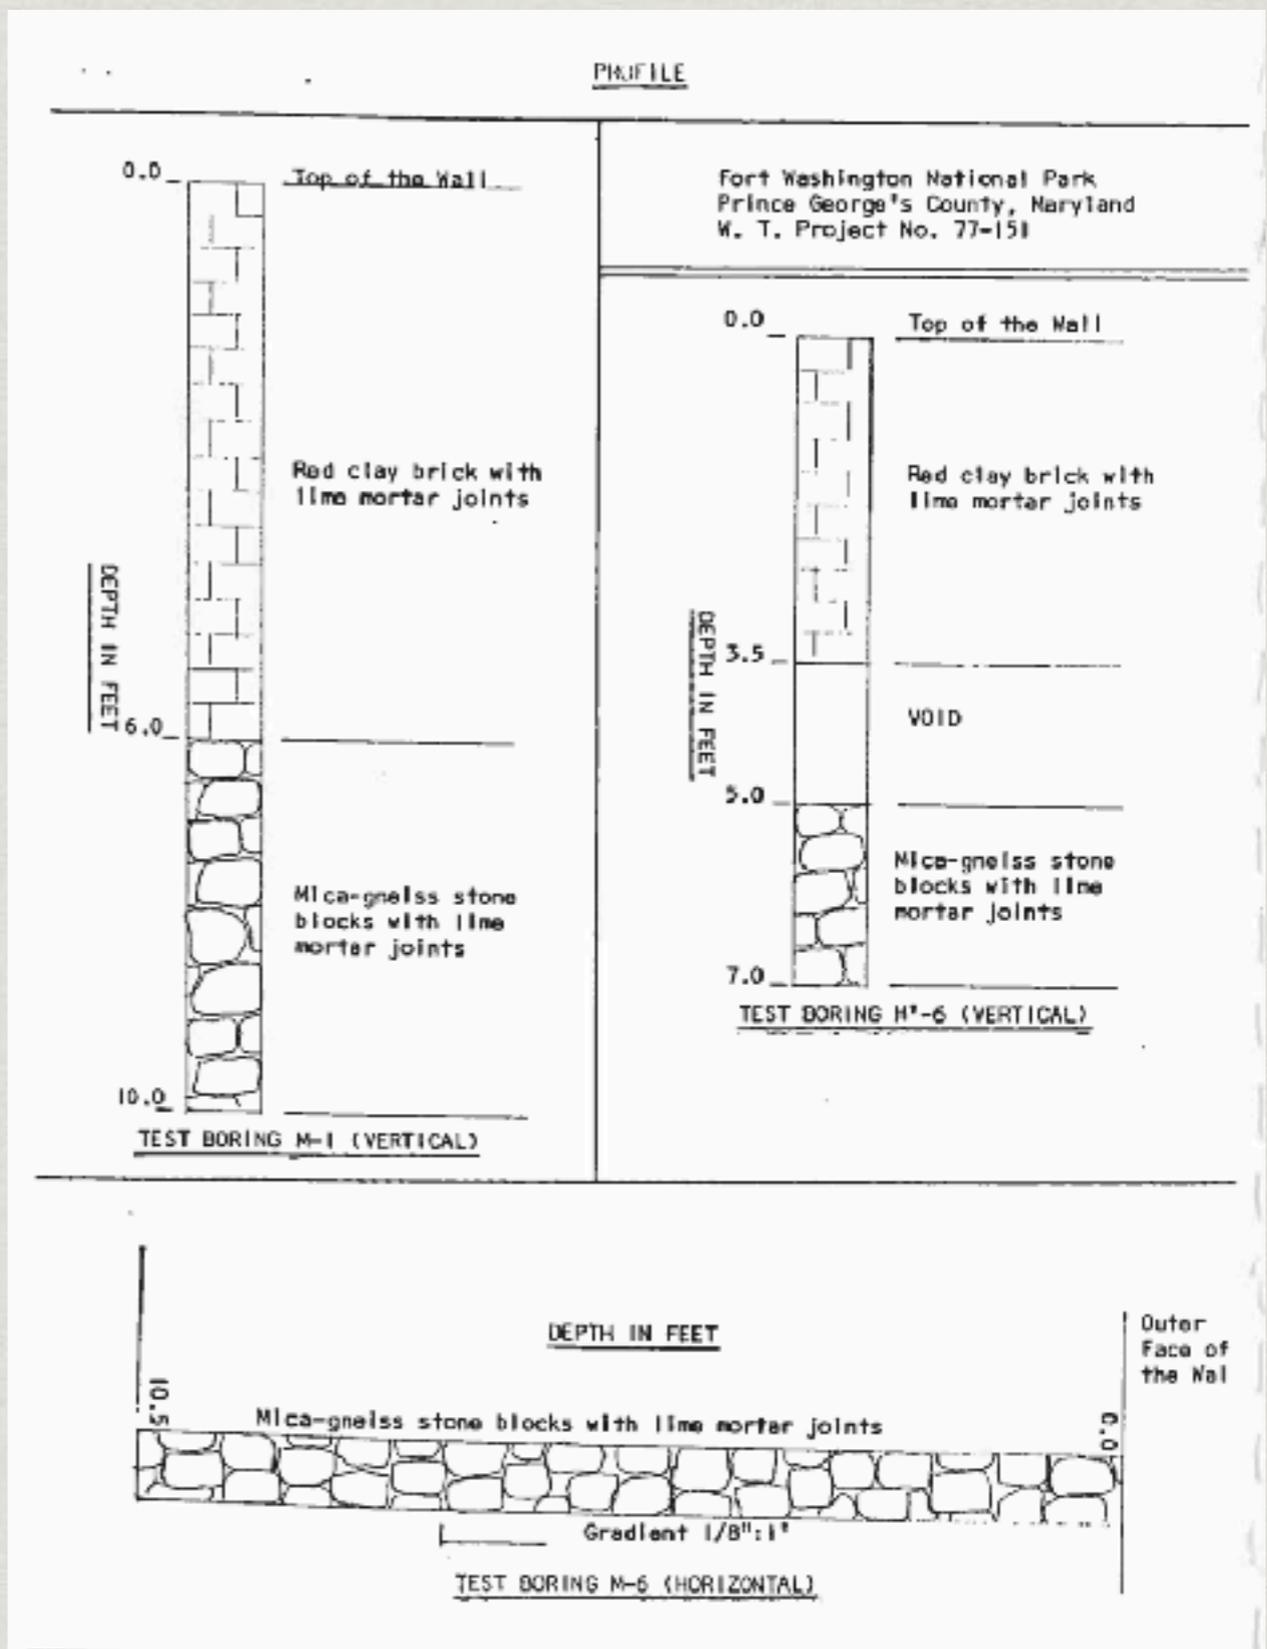 PROFILE
0.0
Top of the Wall
Red clay brick with
lime mortar joints
DEPTH IN FEET
6.0
Mica-gneiss stone
blocks with lime
mortar joints
10.0
TEST BORING M-1 (VERTICAL)
Fort Washington National Park
Prince George's County, Maryland
W. T. Project No. 77-151
0.0
Top of the Wall
Red clay brick with
lime mortar joints
DEPTH IN FEET
3.5
VOID
5.0
Mica-gneiss stone
blocks with lime
mortar joints
7.0
TEST BORING M'-6 (VERTICAL)
DEPTH IN FEET
Outer
Face of
the Wal
10.5
0.0
Mica-gneiss stone blocks with lime mortar joints
Gradient 1/8":1"
TEST BORING M-6 (HORIZONTAL)